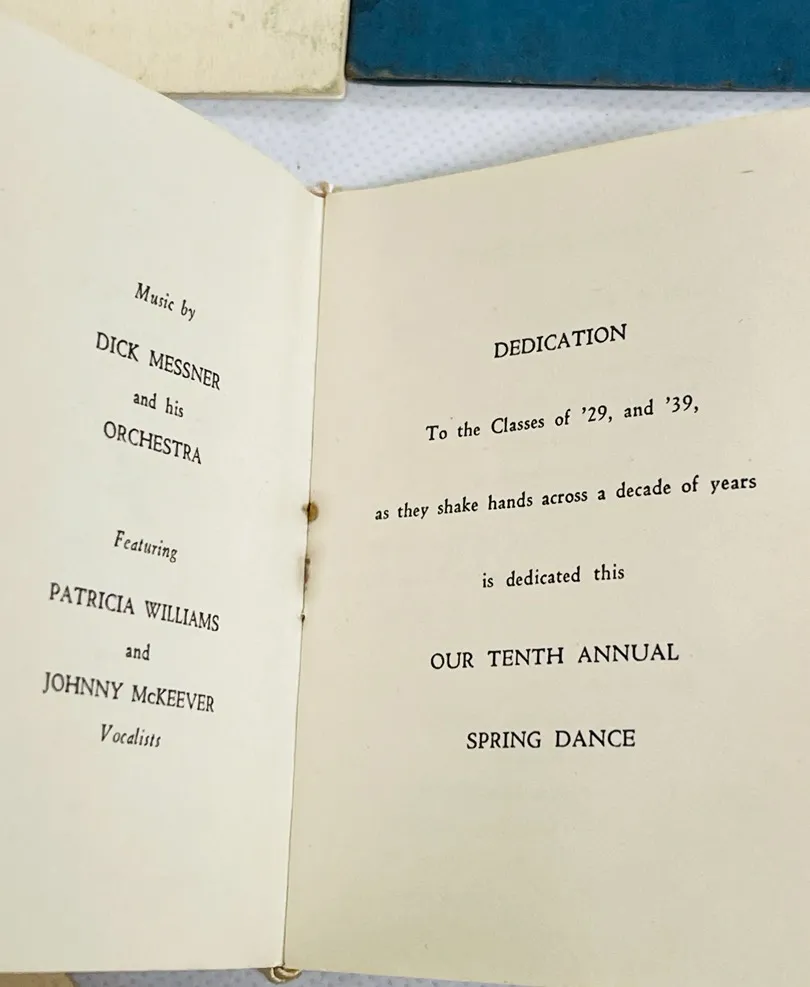 Music by
DICK MESSNER
and his
ORCHESTRA
Featuring
PATRICIA WILLIAMS
and
JOHNNY McKEEVER
Vocalists
DEDICATION
To the Classes of '29, and '39,
as they shake hands across a decade of years
is dedicated this
OUR TENTH ANNUAL
SPRING DANCE